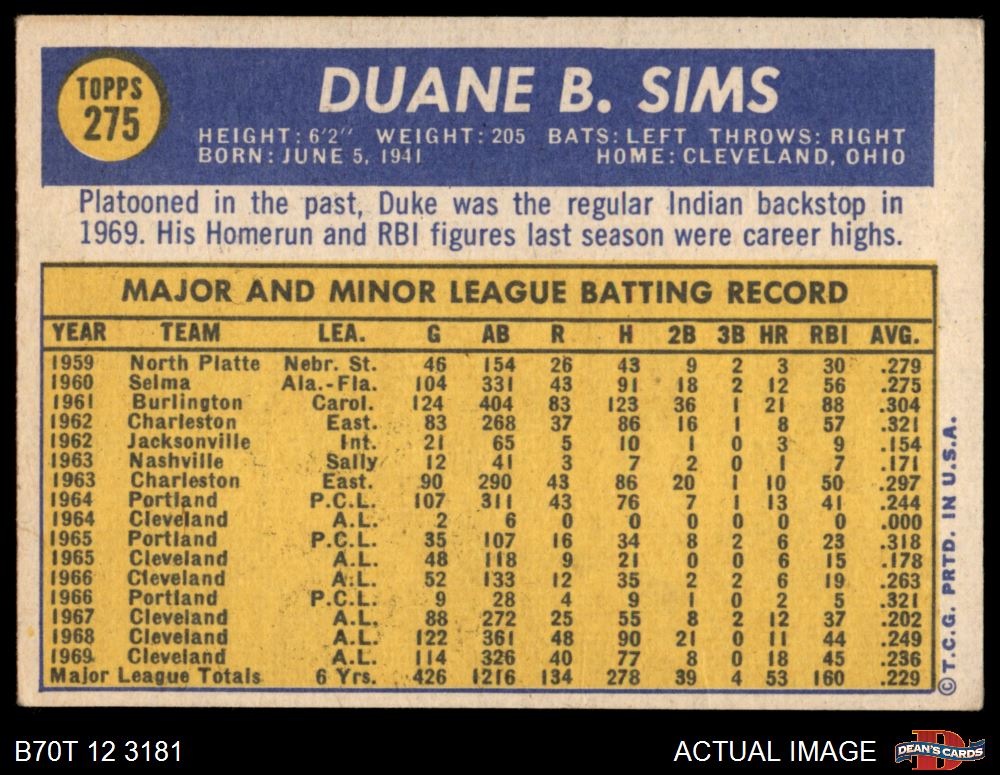 TOPPS
275
DUANE B. SIMS
HEIGHT: 6'2" WEIGHT: 205 BATS: LEFT THROWS: RIGHT
BORN: JUNE 5, 1941 HOME: CLEVELAND, OHIO
Platooned in the past, Duke was the regular Indian backstop in
1969. His Homerun and RBI figures last season were career highs.
MAJOR AND MINOR LEAGUE BATTING RECORD
YEAR TEAM LEA. G AB R H 2B 3B HR RBI AVG.
1959 North Platte Nebr. St. 46 154 26 43 9 2 3 30 .279
1960 Selma Ala.-Fla. 104 331 43 91 18 2 12 56 .275
1961 Burlington Carol. 124 404 83 123 36 1 21 88 .304
1962 Charleston East. 83 268 37 86 16 1 8 57 .321
1962 Jacksonville Int. 21 65 5 10 1 0 3 9 .154
1963 Nashville Sally 12 41 3 7 2 0 1 7 .171
1963 Charleston East. 90 290 43 86 20 1 10 50 .297
1964 Portland P.C.L. 107 311 43 76 7 1 13 41 .244
1964 Cleveland A.L. 2 6 0 0 0 0 0 0 .000
1965 Portland P.C.L. 35 107 16 34 8 2 6 23 .318
1965 Cleveland A.L. 48 118 9 21 0 0 6 15 .178
1966 Cleveland A.L. 52 133 12 35 2 2 6 19 .263
1966 Portland P.C.L. 9 28 4 9 1 0 2 5 .321
1967 Cleveland A.L. 88 272 25 55 8 2 12 37 .202
1968 Cleveland A.L. 122 361 48 90 21 0 11 44 .249
1969 Cleveland A.L. 114 326 40 77 8 0 18 45 .236
Major League Totals 6 Yrs. 426 1216 134 278 39 4 53 160 .229
©T.C.G. PRTD. IN U.S.A.
B70T 12 3181 ACTUAL IMAGE
D
DEAN'S CARDS